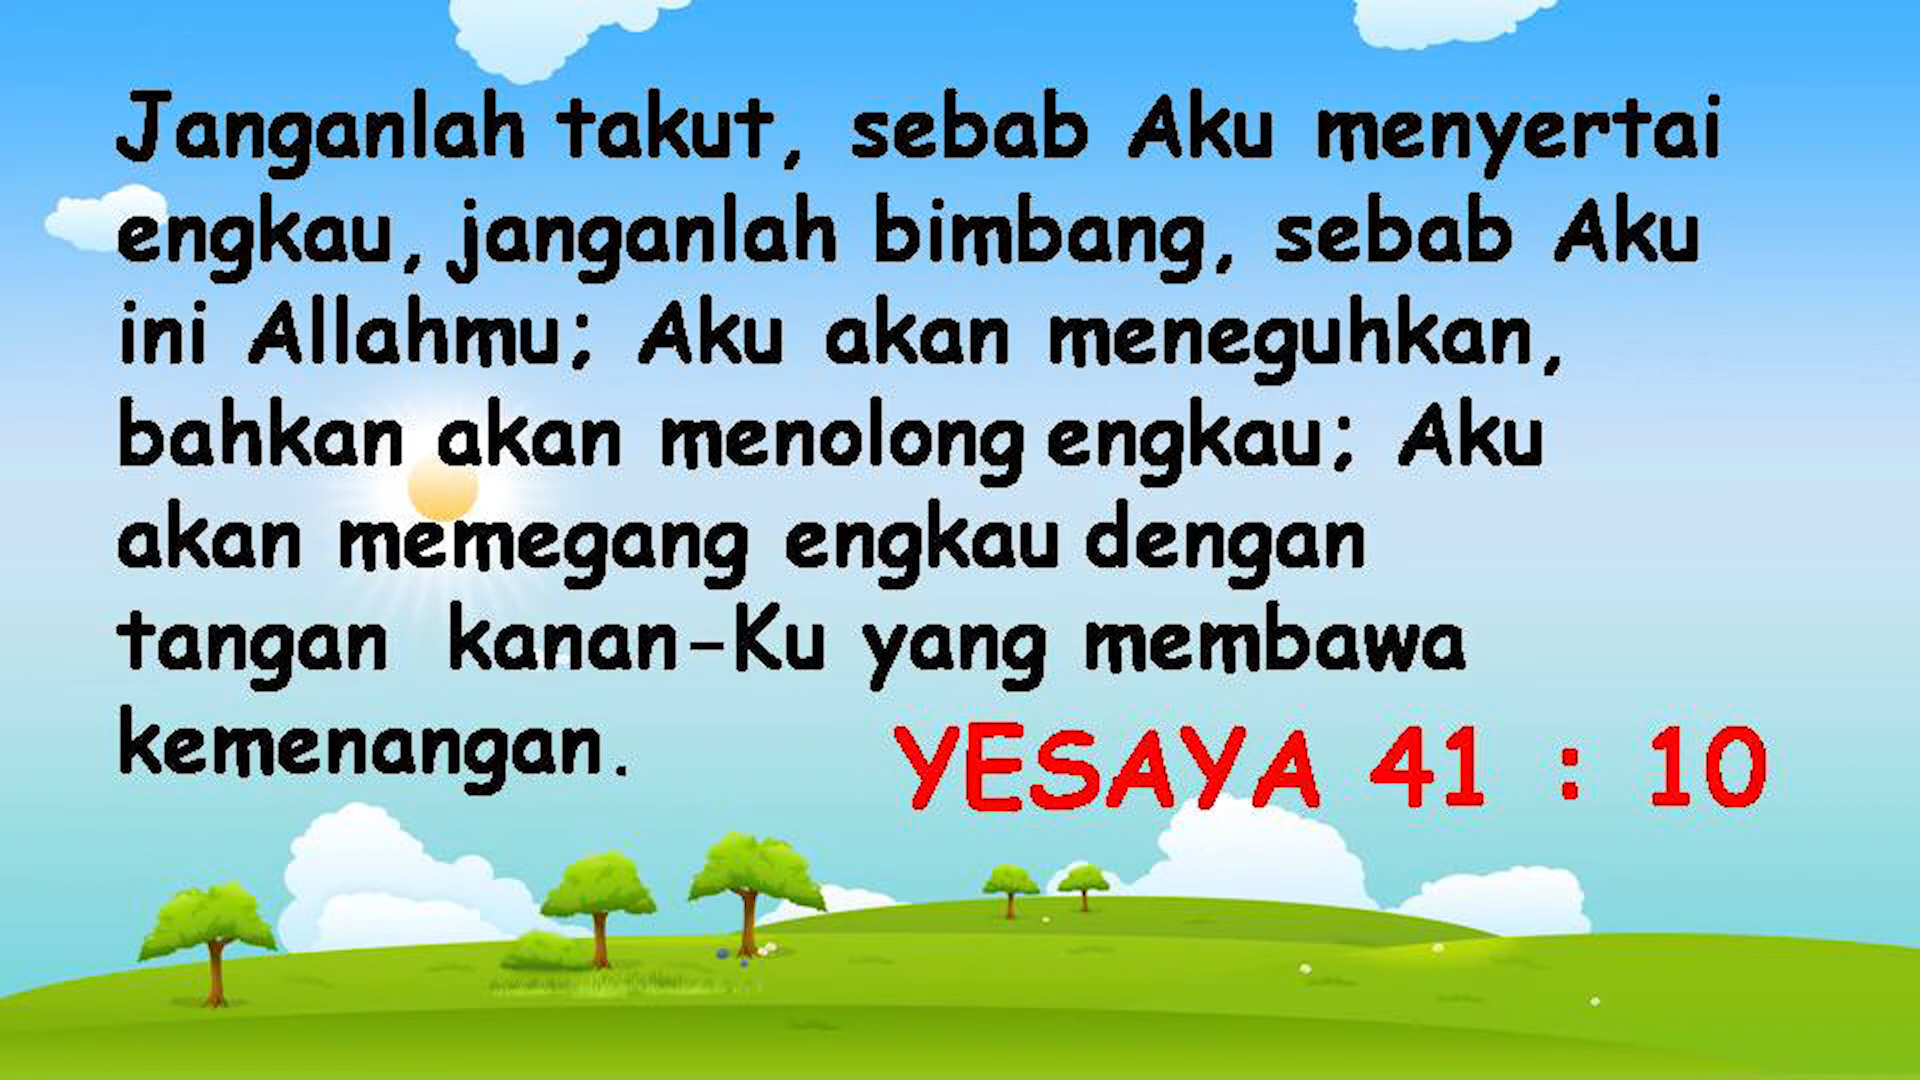 Janganlah takut, sebab Aku menyertai
engkau, janganlah bimbang, sebab Aku
ini Allahmu; Aku akan meneguhkan,
bahkan akan menolong engkau; Aku
akan memegang engkau dengan
tangan kanan-Ku yang membawa
kemenangan.
YESAYA 41 : 10